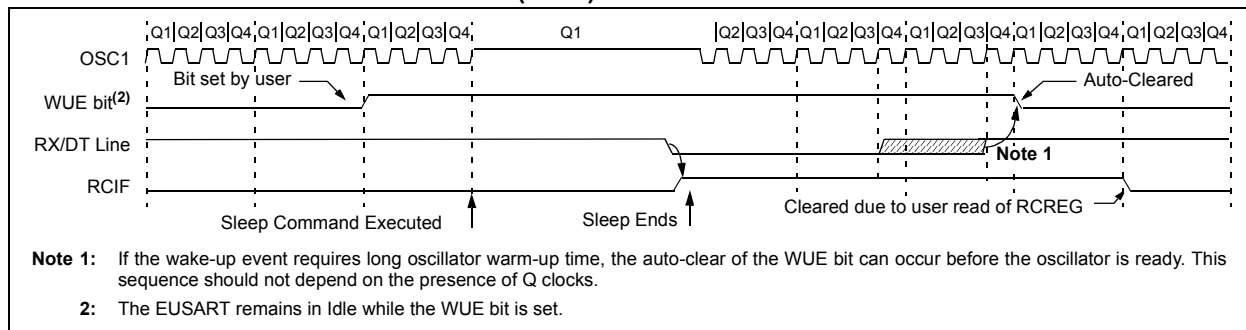 Q1 Q2 Q3 Q4 Q1 Q2 Q3 Q4 Q1 Q2 Q3 Q4 Q1 Q2 Q3 Q4 Q1 Q2 Q3 Q4 Q1 Q2 Q3 Q4 Q1 Q2 Q3 Q4 Q1 Q2 Q3 Q4
OSC1
Bit set by user
Auto-Cleared
WUE bit(2)
RX/DT Line
Note 1
RCIF
Sleep Command Executed
Sleep Ends
Cleared due to user read of RCREG
Note 1: If the wake-up event requires long oscillator warm-up time, the auto-clear of the WUE bit can occur before the oscillator is ready. This
sequence should not depend on the presence of Q clocks.
2: The EUSART remains in Idle while the WUE bit is set.